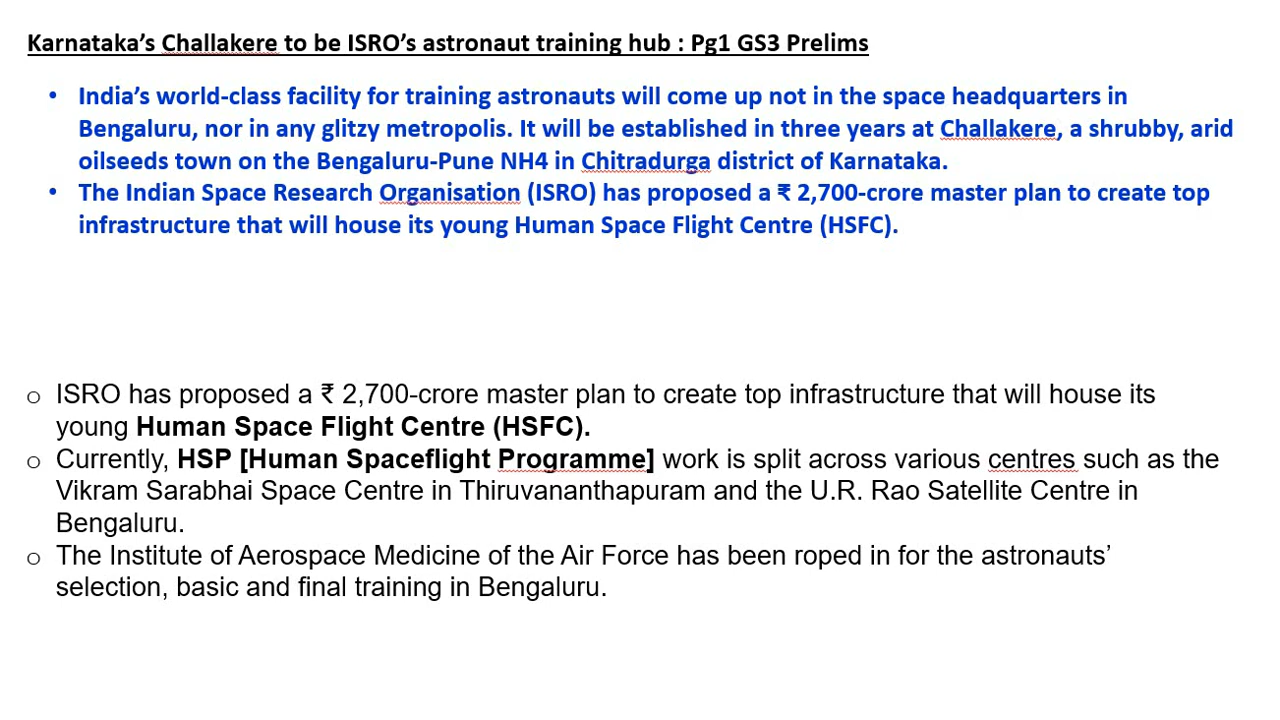 Karnataka’s Challakere to be ISRO’s astronaut training hub : Pg1 GS3 Prelims
• India’s world-class facility for training astronauts will come up not in the space headquarters in
Bengaluru, nor in any glitzy metropolis. It will be established in three years at Challakere, a shrubby, arid
oilseeds town on the Bengaluru-Pune NH4 in Chitradurga district of Karnataka.
• The Indian Space Research Organisation (ISRO) has proposed a ₹ 2,700-crore master plan to create top
infrastructure that will house its young Human Space Flight Centre (HSFC).
o ISRO has proposed a ₹ 2,700-crore master plan to create top infrastructure that will house its
young Human Space Flight Centre (HSFC).
o Currently, HSP [Human Spaceflight Programme] work is split across various centres such as the
Vikram Sarabhai Space Centre in Thiruvananthapuram and the U.R. Rao Satellite Centre in
Bengaluru.
o The Institute of Aerospace Medicine of the Air Force has been roped in for the astronauts’
selection, basic and final training in Bengaluru.